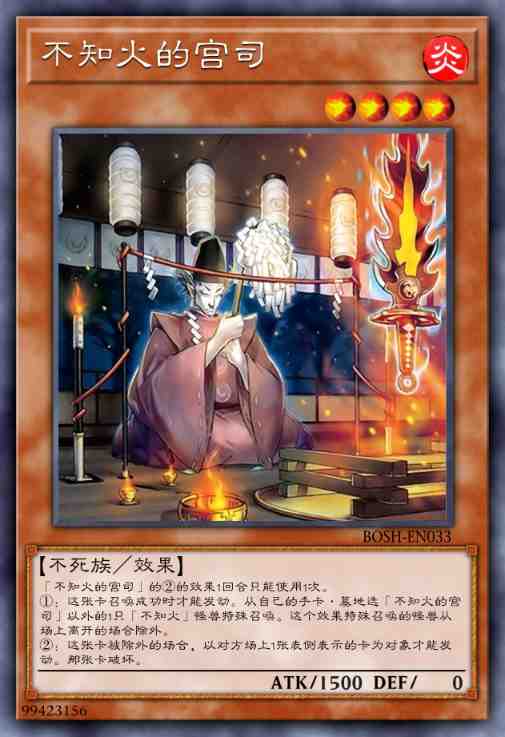 不知火的宫司
炎
BOSH-EN033
【不死族／效果】
「不知火的宫司」的②的效果1回合只能使用1次。
①：这张卡召唤成功时才能发动。从自己的手卡·墓地选「不知火的宫
司」以外的1只「不知火」怪兽特殊召唤。这个效果特殊召唤的怪兽从
场上离开的场合除外。
②：这张卡被除外的场合，以对方场上1张表侧表示的卡为对象才能发
动。那张卡破坏。
ATK/1500 DEF/ 0
99423156